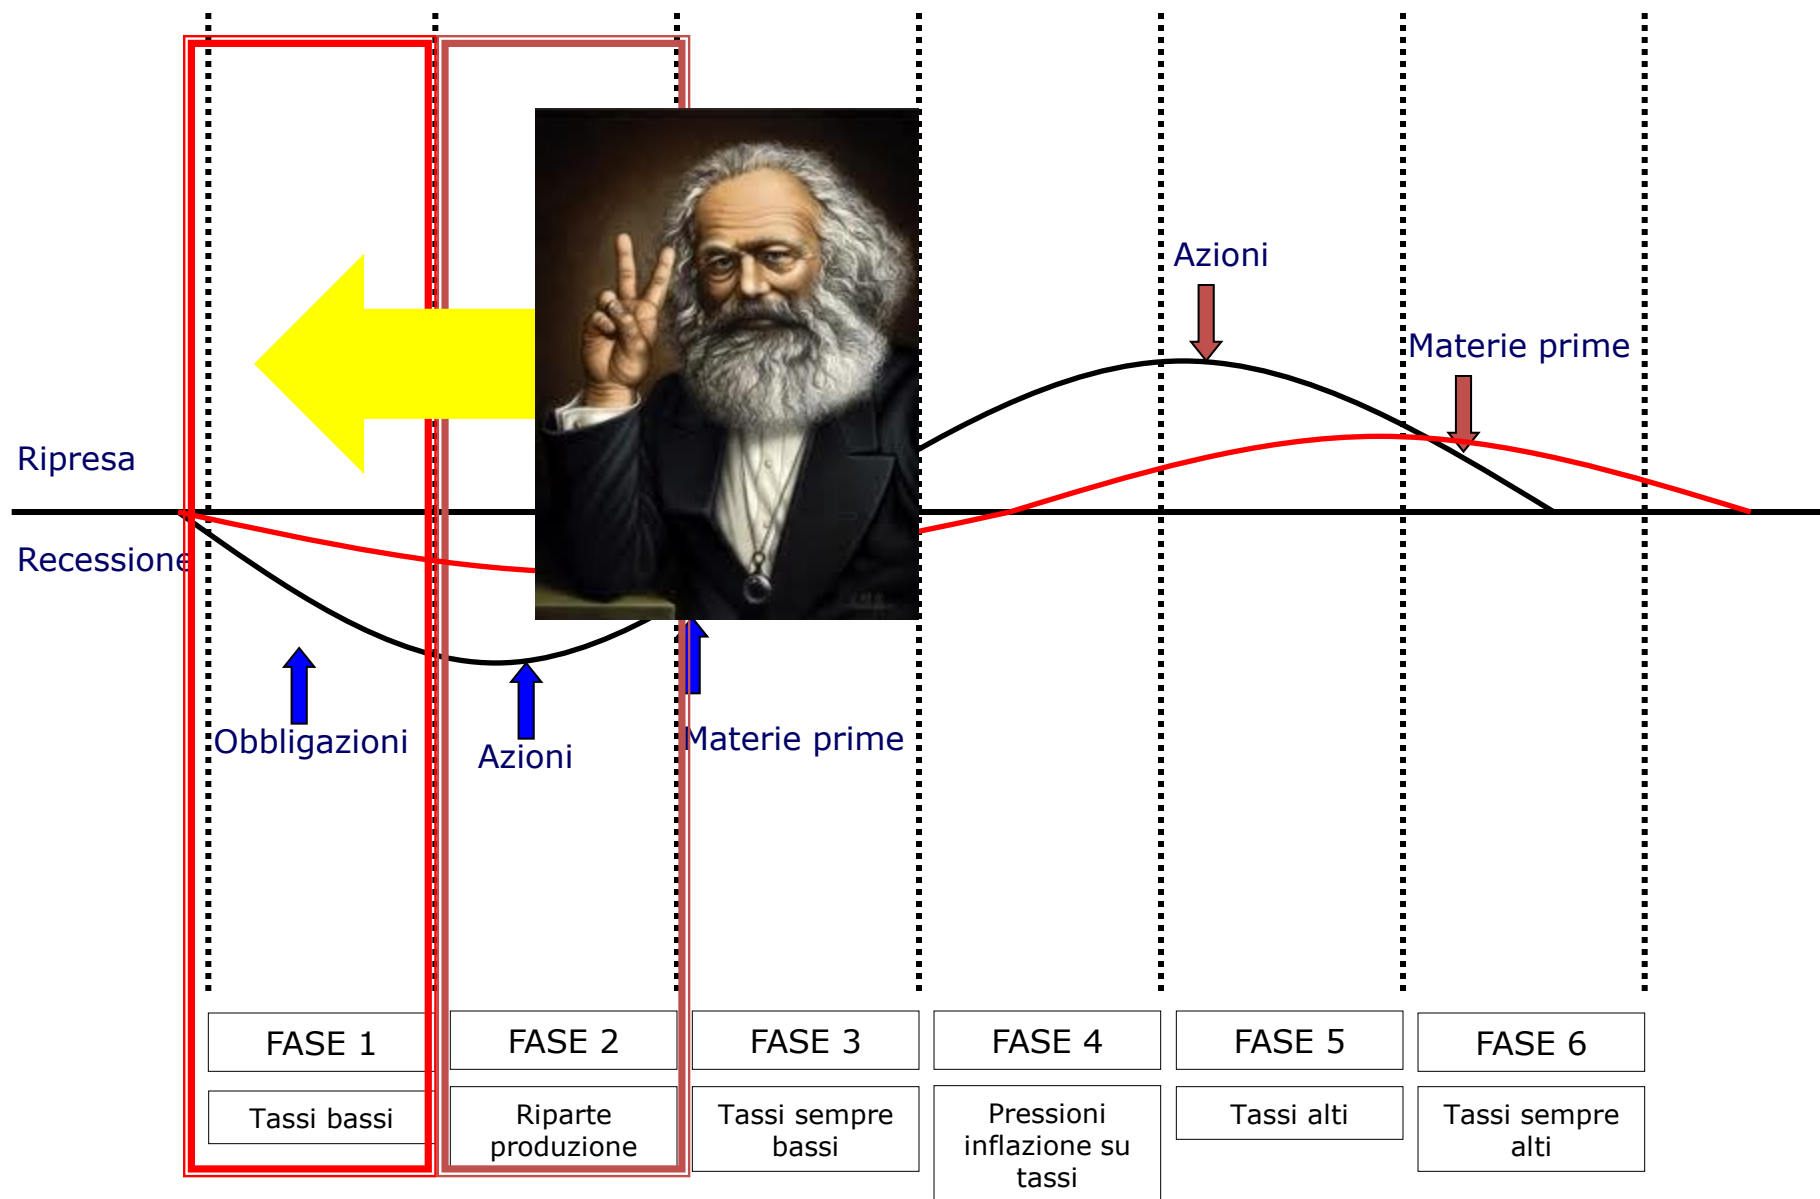 Azioni
Materie prime
Ripresa
Recessione
Obbligazioni
Azioni
Materie prime
FASE 1
FASE 2
FASE 3
FASE 4
FASE 5
FASE 6
Tassi bassi
Riparte
produzione
Tassi sempre
bassi
Pressioni
inflazione su
tassi
Tassi alti
Tassi sempre
alti